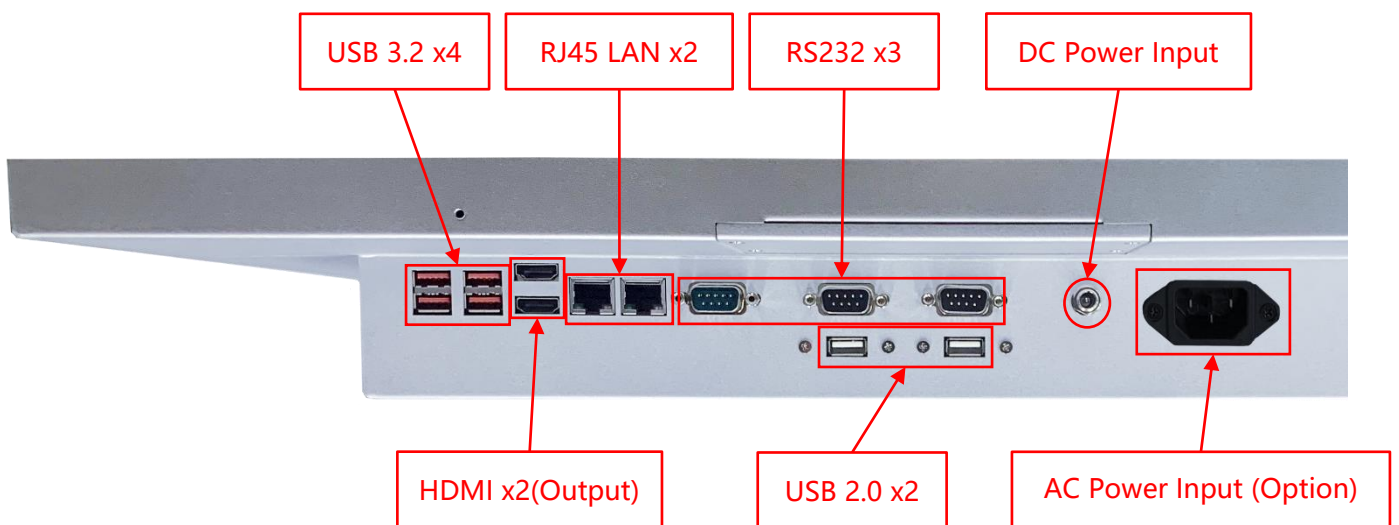 USB 3.2 x4
RJ45 LAN x2
RS232 x3
DC Power Input
HDMI x2(Output)
USB 2.0 x2
AC Power Input (Option)